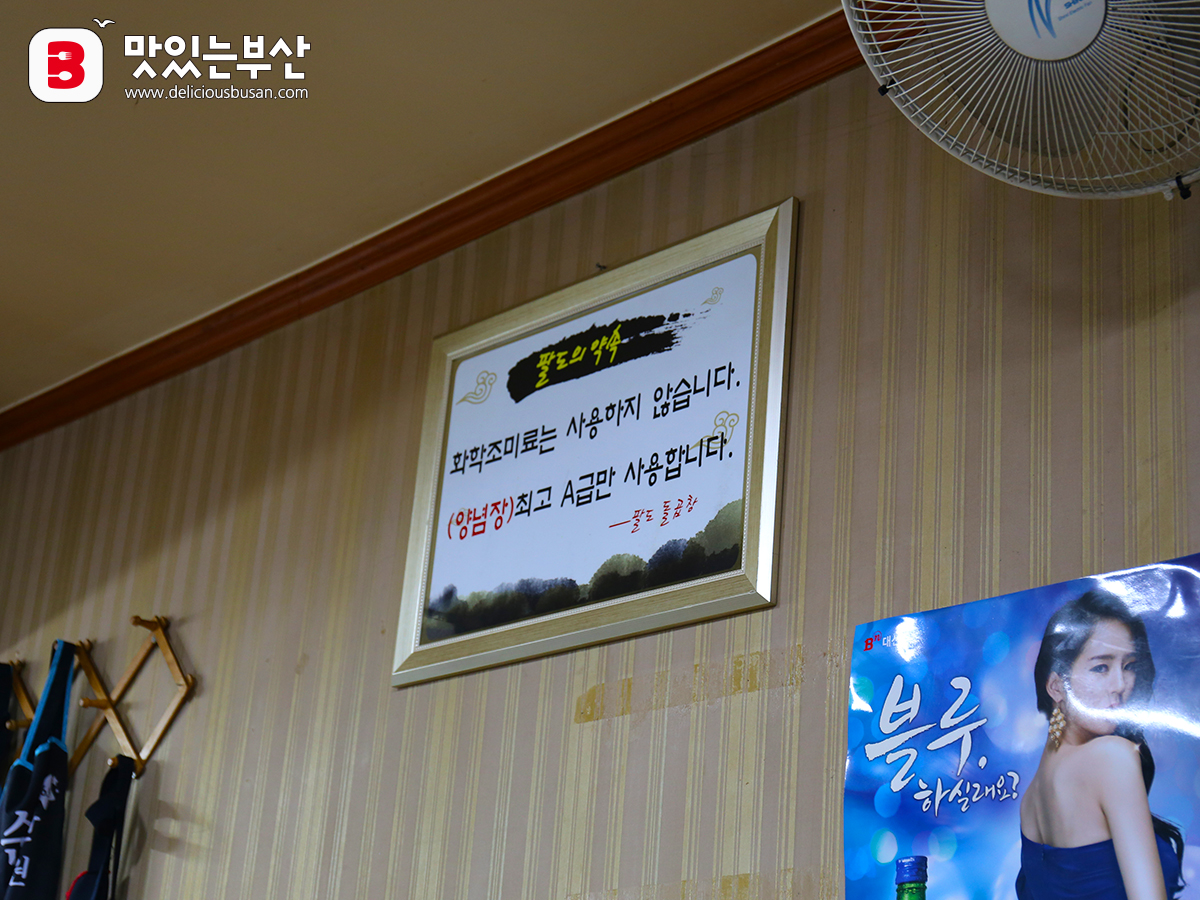 B 맛있는부산
www.deliciousbusan.com
팔도의 약속
화학조미료는 사용하지 않습니다.
(양념장)최고 A급만 사용합니다.
—팔도 돌곱창
블루,
하실래요?